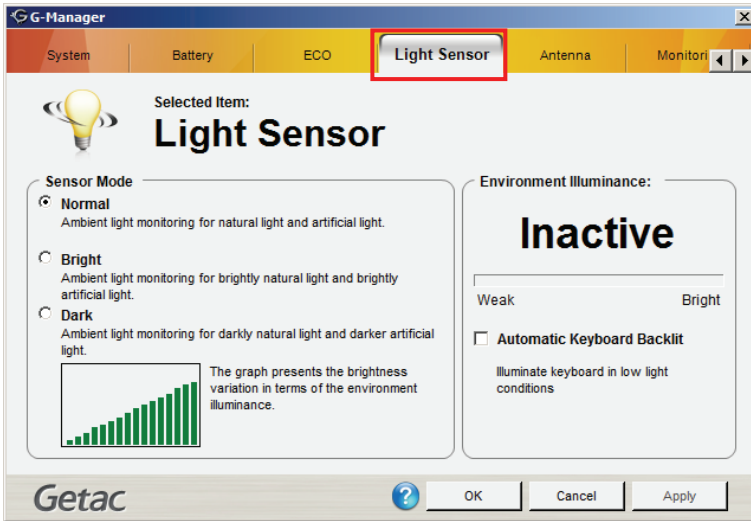 G-Manager
System
Battery
ECO
Light Sensor
Antenna
Monitori
Selected Item:
Light Sensor
Sensor Mode
Normal
Ambient light monitoring for natural light and artificial light.
Bright
Ambient light monitoring for brightly natural light and brightly
artificial light.
Dark
Ambient light monitoring for darkly natural light and darker artificial
light.
The graph presents the brightness
variation in terms of the environment
illuminance.
Environment Illuminance:
Inactive
Weak
Bright
Automatic Keyboard Backlit
Illuminate keyboard in low light
conditions
Getac
?
OK
Cancel
Apply